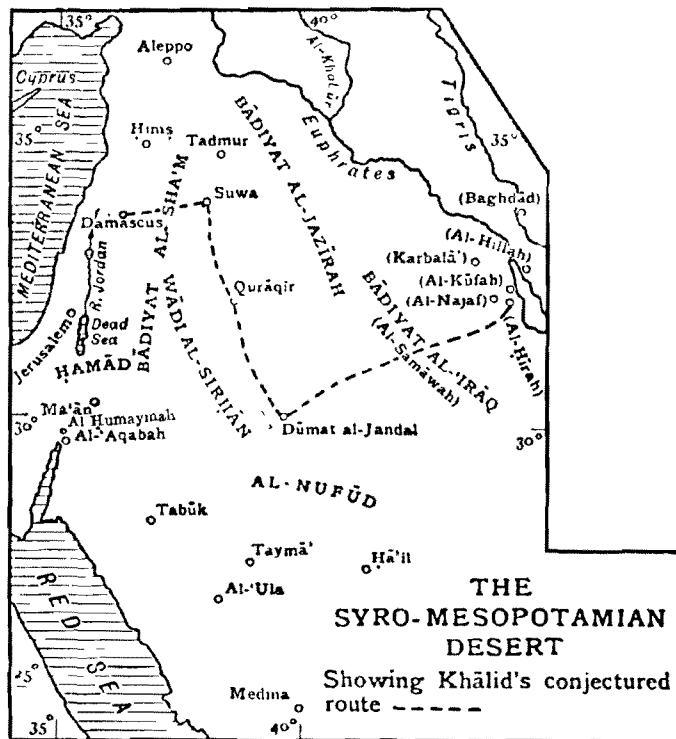 35°
40°
Aleppo
Al-Khābūr
Cyprus
Tigris
MEDITERRANEAN SEA
35°
Ḥimṣ
Tadmur
BĀDIYAT AL-JAZĪRAH
Euphrates
35°
Suwa
(Baghdād)
Damascus
BĀDIYAT AL-SHA'M
(Al-Ḥillah)
(Karbalā')
R. Jordan
WĀDI AL-SIRḤĀN
Qurāqir
(Al-Kūfah)
(Al-Najaf)
BĀDIYAT AL-'IRĀQ
(Al-Samāwah)
(Al-Ḥīrah)
Jerusalem
Dead
Sea
ḤAMĀD
Ma'ān
30°
Al Humaymah
Al-'Aqabah
Dūmat al-Jandal
30°
AL-NUFŪD
Tabūk
Taymā'
Ḥā'il
Al-'Ula
RED SEA
THE
SYRO-MESOPOTAMIAN
DESERT
Showing Khālid's conjectured
route
25°
Medina
35°
40°